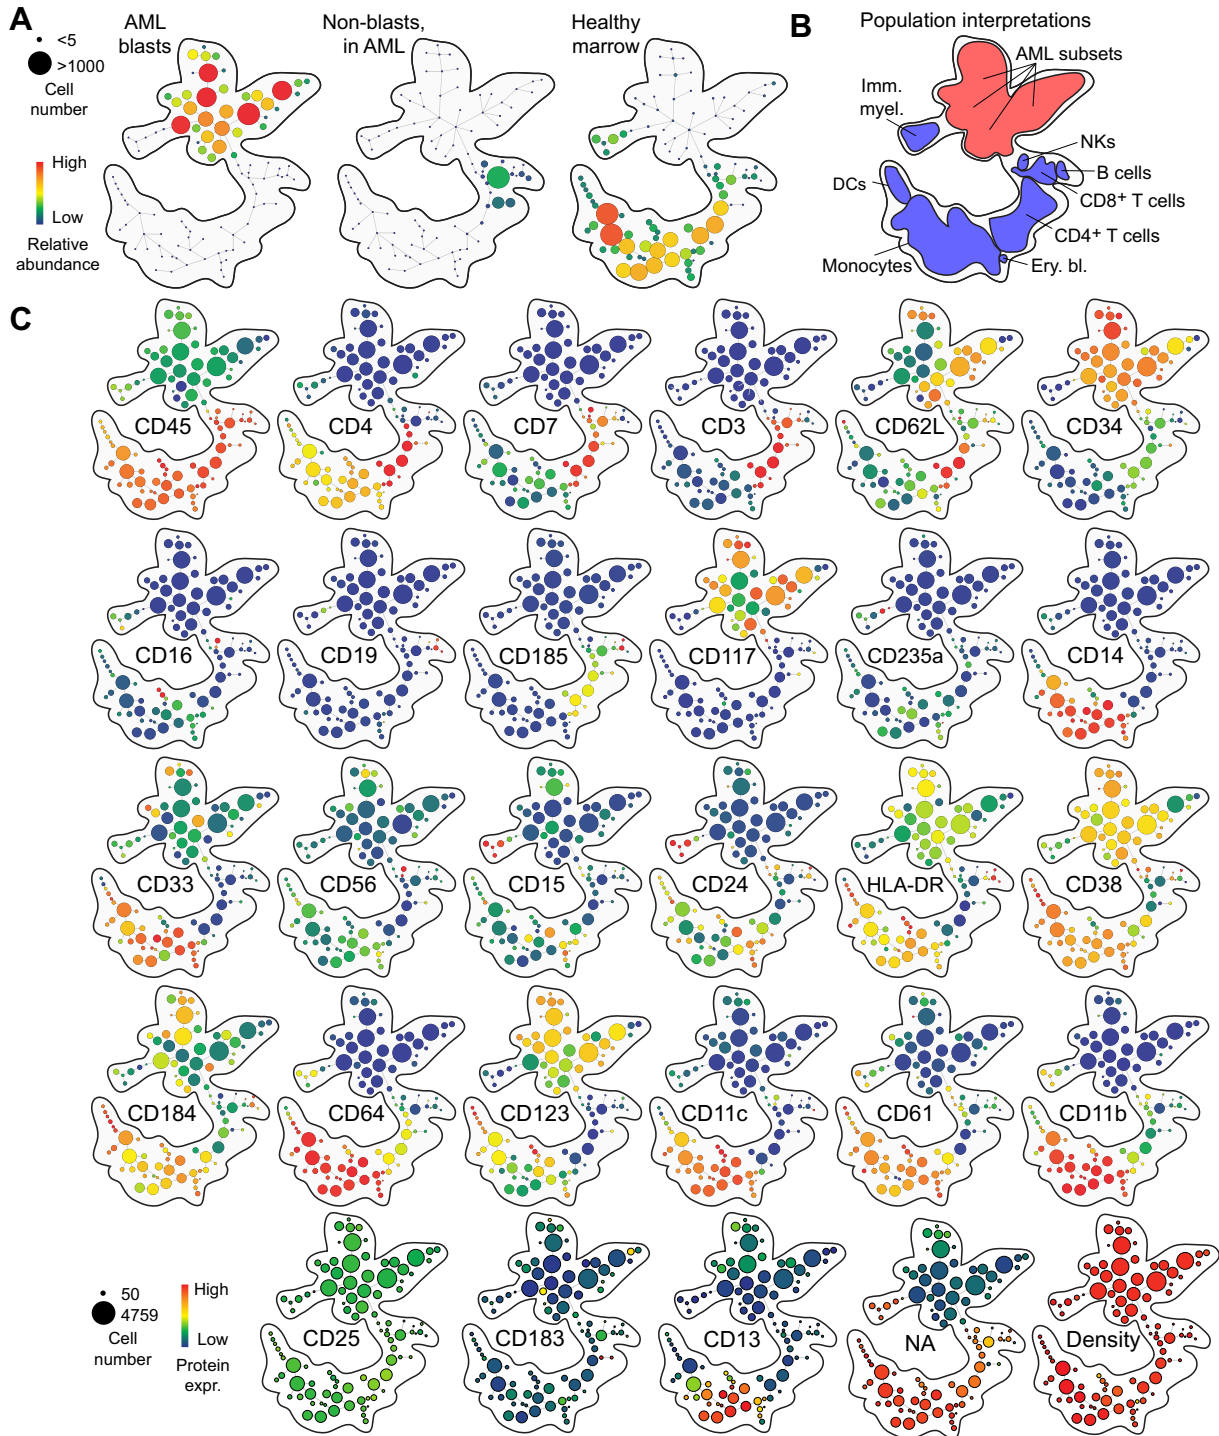 A
AML
blasts
<5
>1000
Cell
number
High
Low
Relative
abundance
Non-blasts,
in AML
Healthy
marrow
B
Population interpretations
AML subsets
Imm.
myel.
NKs
B cells
DCs
CD8+ T cells
CD4+ T cells
Monocytes
Ery. bl.
C
CD45
CD4
CD7
CD3
CD62L
CD34
CD16
CD19
CD185
CD117
CD235a
CD14
CD33
CD56
CD15
CD24
HLA-DR
CD38
CD184
CD64
CD123
CD11c
CD61
CD11b
50
4759
Cell
number
High
Low
Protein
expr.
CD25
CD183
CD13
NA
Density